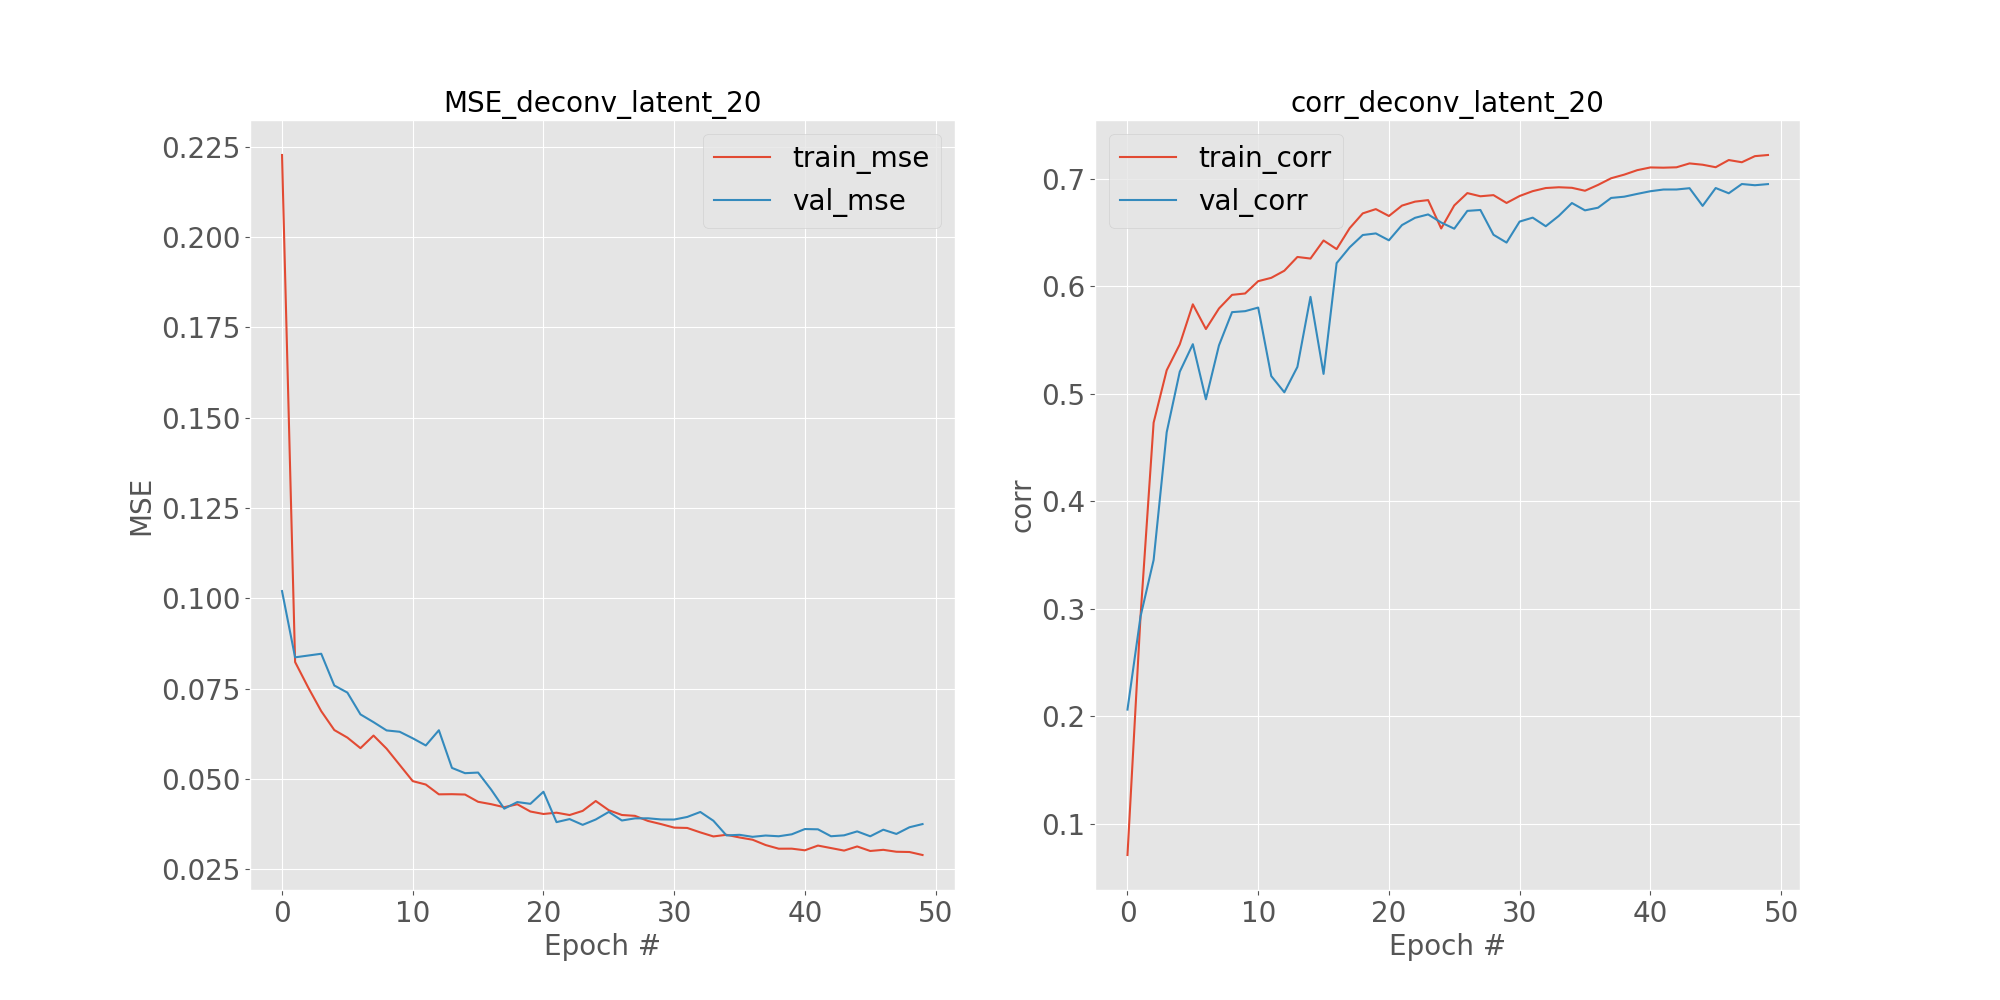 MSE_deconv_latent_20
train_mse
val_mse
MSE
0.225
0.200
0.175
0.150
0.125
0.100
0.075
0.050
0.025
0 10 20 30 40 50
Epoch #
corr_deconv_latent_20
train_corr
val_corr
corr
0.7
0.6
0.5
0.4
0.3
0.2
0.1
0 10 20 30 40 50
Epoch #